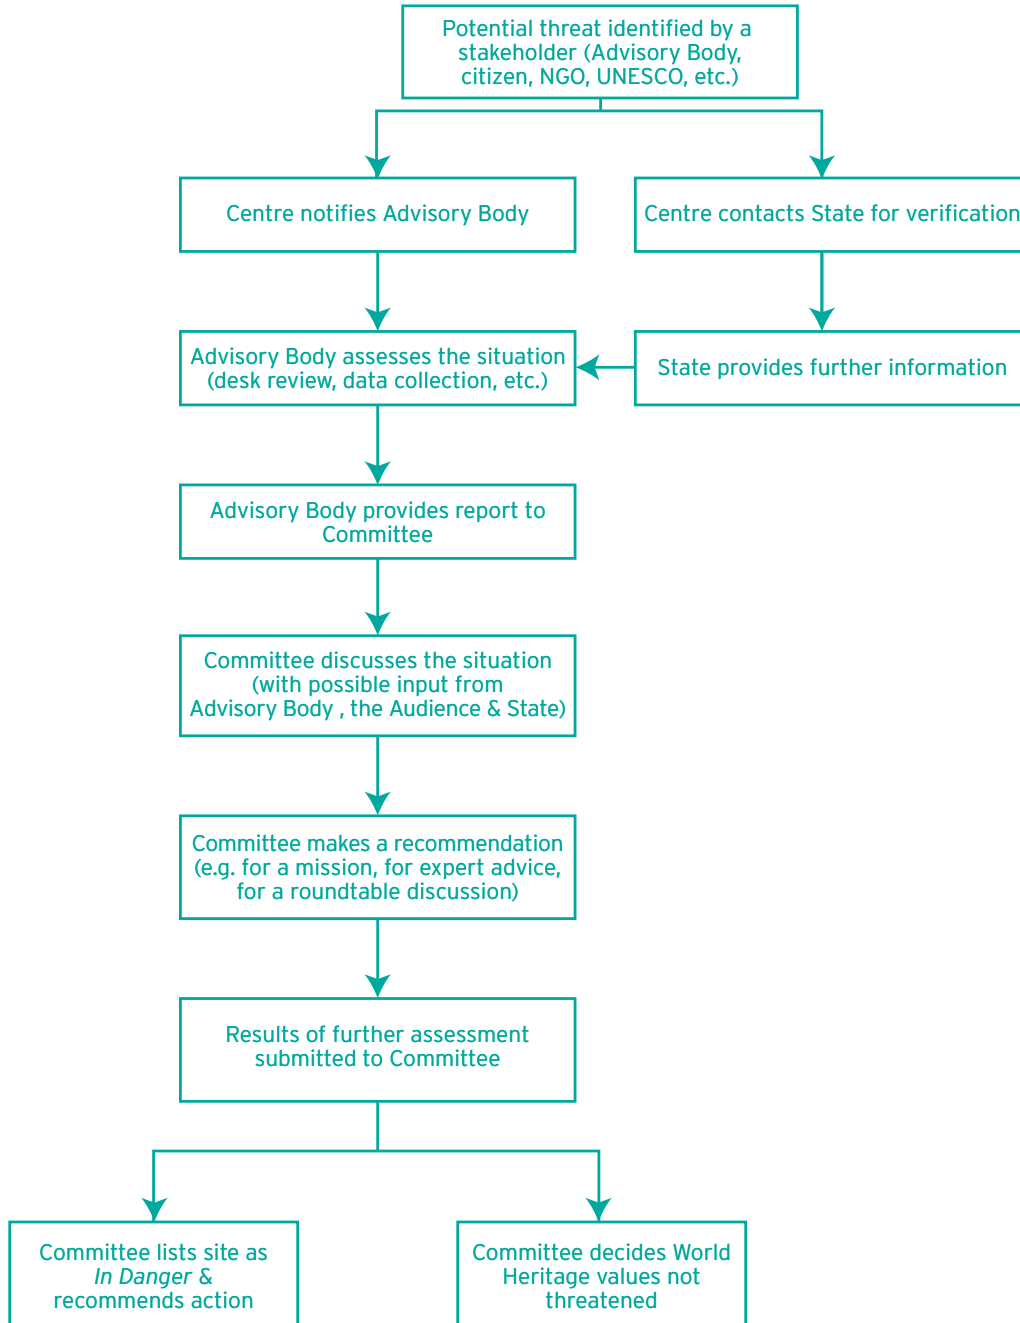 Potential threat identified by a
stakeholder (Advisory Body,
citizen, NGO, UNESCO, etc.)
Centre notifies Advisory Body
Centre contacts State for verification
Advisory Body assesses the situation
(desk review, data collection, etc.)
State provides further information
Advisory Body provides report to
Committee
Committee discusses the situation
(with possible input from
Advisory Body , the Audience & State)
Committee makes a recommendation
(e.g. for a mission, for expert advice,
for a roundtable discussion)
Results of further assessment
submitted to Committee
Committee lists site as
In Danger &
recommends action
Committee decides World
Heritage values not
threatened